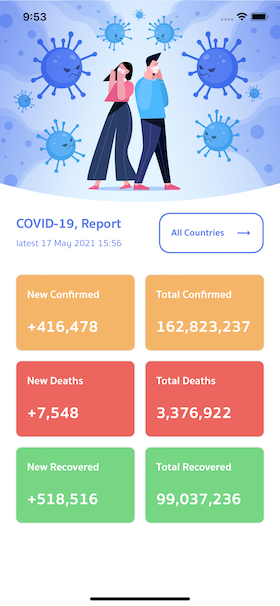 9:53
COVID-19, Report
latest 17 May 2021 15:56
All Countries
New Confirmed
+416,478
Total Confirmed
162,823,237
New Deaths
+7,548
Total Deaths
3,376,922
New Recovered
+518,516
Total Recovered
99,037,236